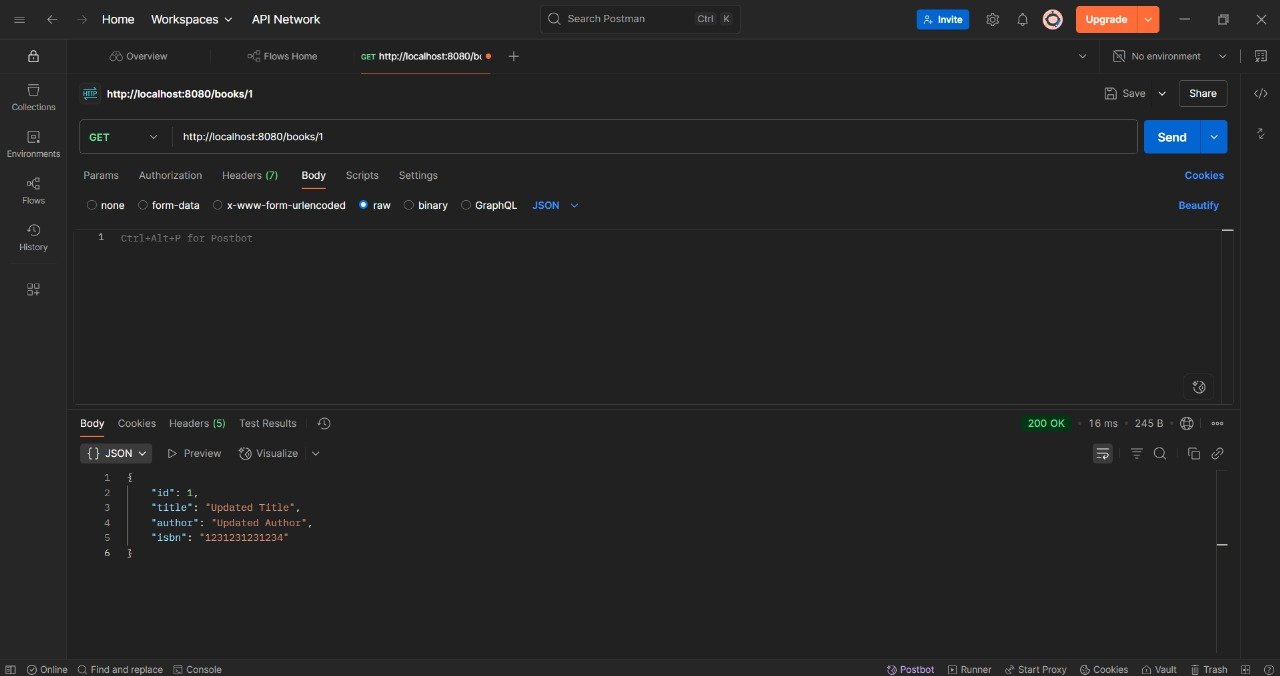 Home Workspaces API Network Search Postman Ctrl K Invite Upgrade
Overview Flows Home GET http://localhost:8080/bo No environment
Collections
Environments
Flows
History
HTTP http://localhost:8080/books/1 Save Share
GET http://localhost:8080/books/1 Send
Params Authorization Headers (7) Body Scripts Settings Cookies
none form-data x-www-form-urlencoded raw binary GraphQL JSON Beautify
1 Ctrl+Alt+P for Postbot
Body Cookies Headers (5) Test Results 200 OK • 16 ms • 245 B
{} JSON Preview Visualize
1 {
2 "id": 1,
3 "title": "Updated Title",
4 "author": "Updated Author",
5 "isbn": "1231231231234"
6 }
Online Find and replace Console Postbot Runner Start Proxy Cookies Vault Trash